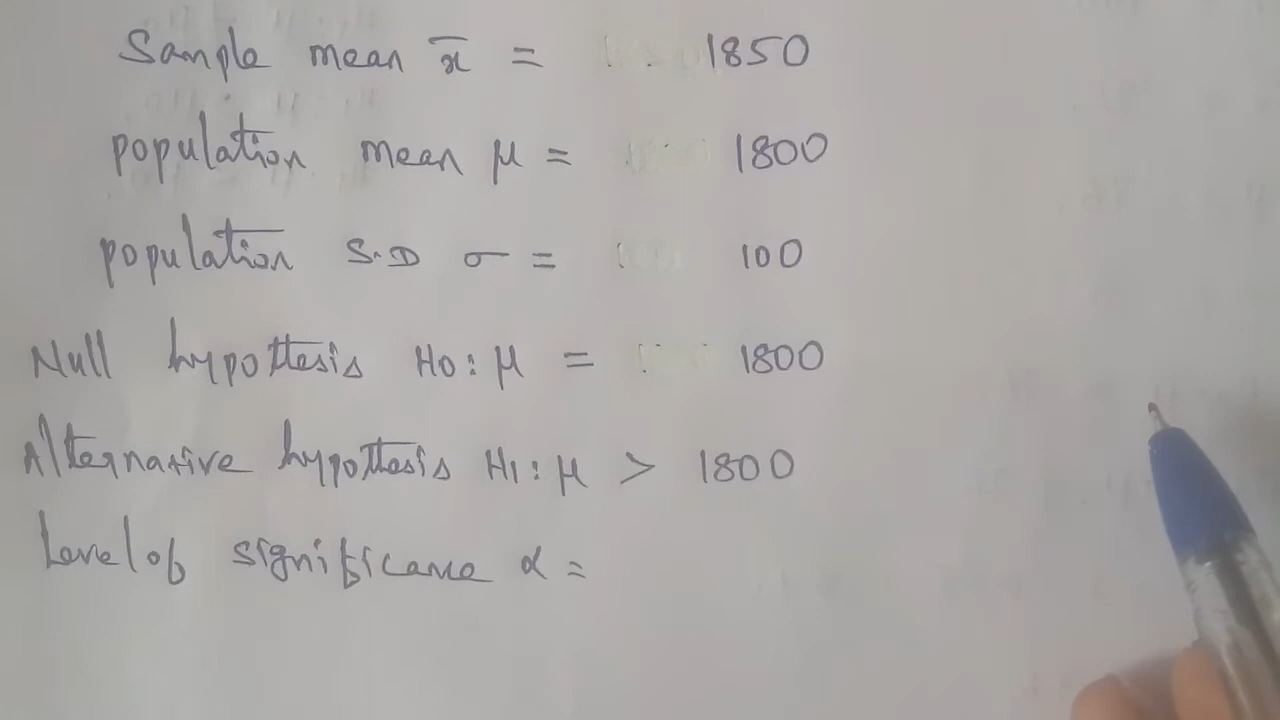 Sample mean x̄ = 1850
population mean μ = 1800
population S.D σ = 100
Null hypothesis H0 : μ = 1800
Alternative hypothesis H1 : μ > 1800
Level of significance α =